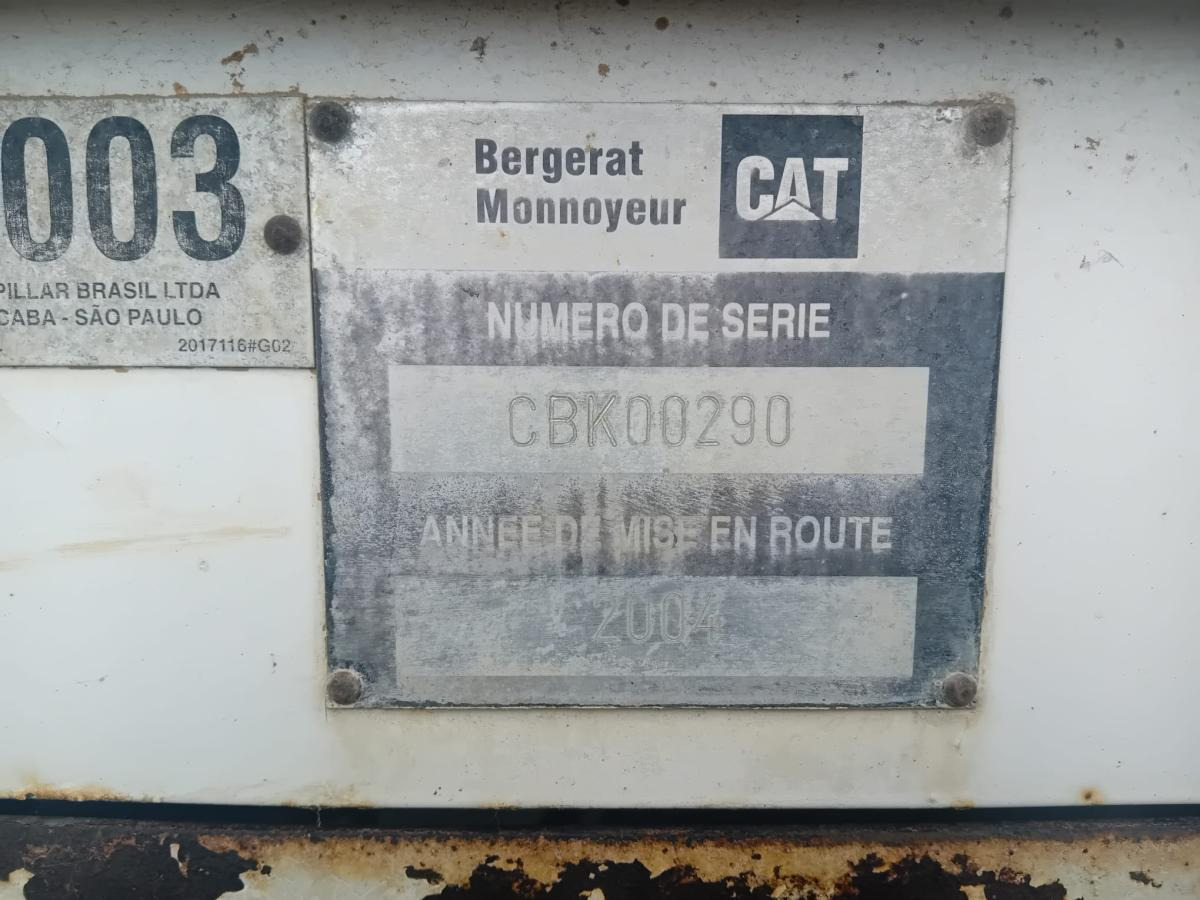 003
PILLAR BRASIL LTDA
CABA - SÃO PAULO
2017116#G02
Bergerat
Monnoyeur
CAT
NUMERO DE SERIE
CBK00290
ANNEE DE MISE EN ROUTE
2004